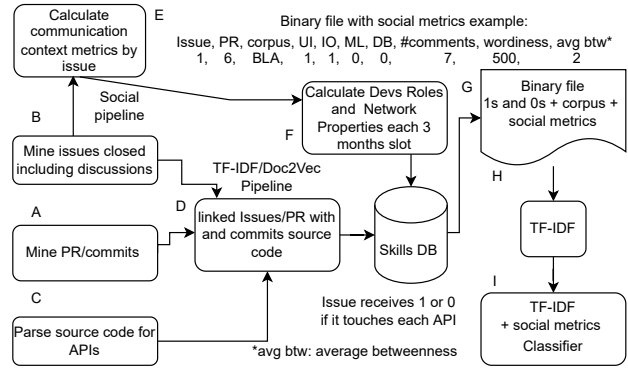 Calculate
communication
context metrics by
issue
E
Binary file with social metrics example:
Issue, PR, corpus, UI, IO, ML, DB, #comments, wordiness, avg btw*
1, 6, BLA, 1, 1, 0, 0, 7, 500, 2
Social
pipeline
B
Mine issues closed
including discussions
Calculate Devs Roles
and Network
Properties each 3
months slot
F
G
Binary file
1s and 0s + corpus +
social metrics
H
TF-IDF/Doc2Vec
Pipeline
A
Mine PR/commits
D
linked Issues/PR with
and commits source
code
Skills DB
TF-IDF
C
Parse source code for
APIs
Issue receives 1 or 0
if it touches each API
*avg btw: average betweenness
I
TF-IDF
+ social metrics
Classifier